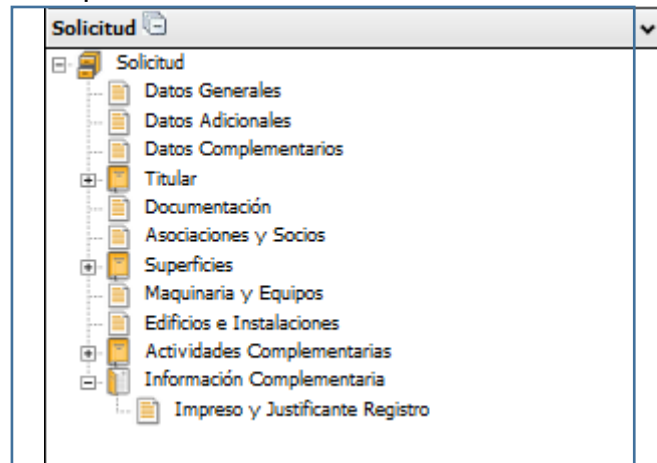 Solicitud
Solicitud
Datos Generales
Datos Adicionales
Datos Complementarios
Titular
Documentación
Asociaciones y Socios
Superficies
Maquinaria y Equipos
Edificios e Instalaciones
Actividades Complementarias
Información Complementaria
Impreso y Justificante Registro